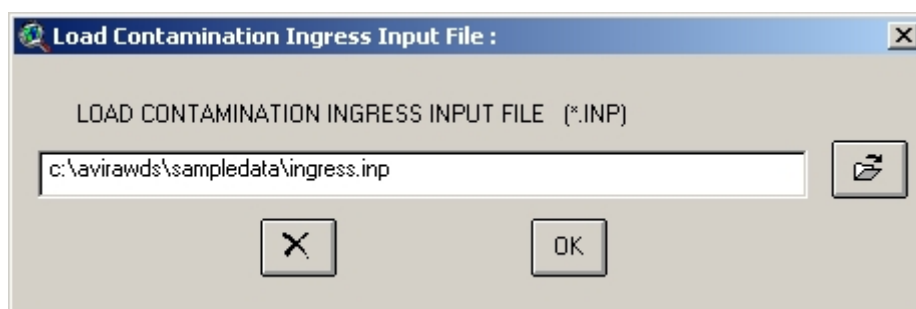 Load Contamination Ingress Input File :
LOAD CONTAMINATION INGRESS INPUT FILE (*.INP)
c:\avirawds\sampledata\ingress.inp
OK